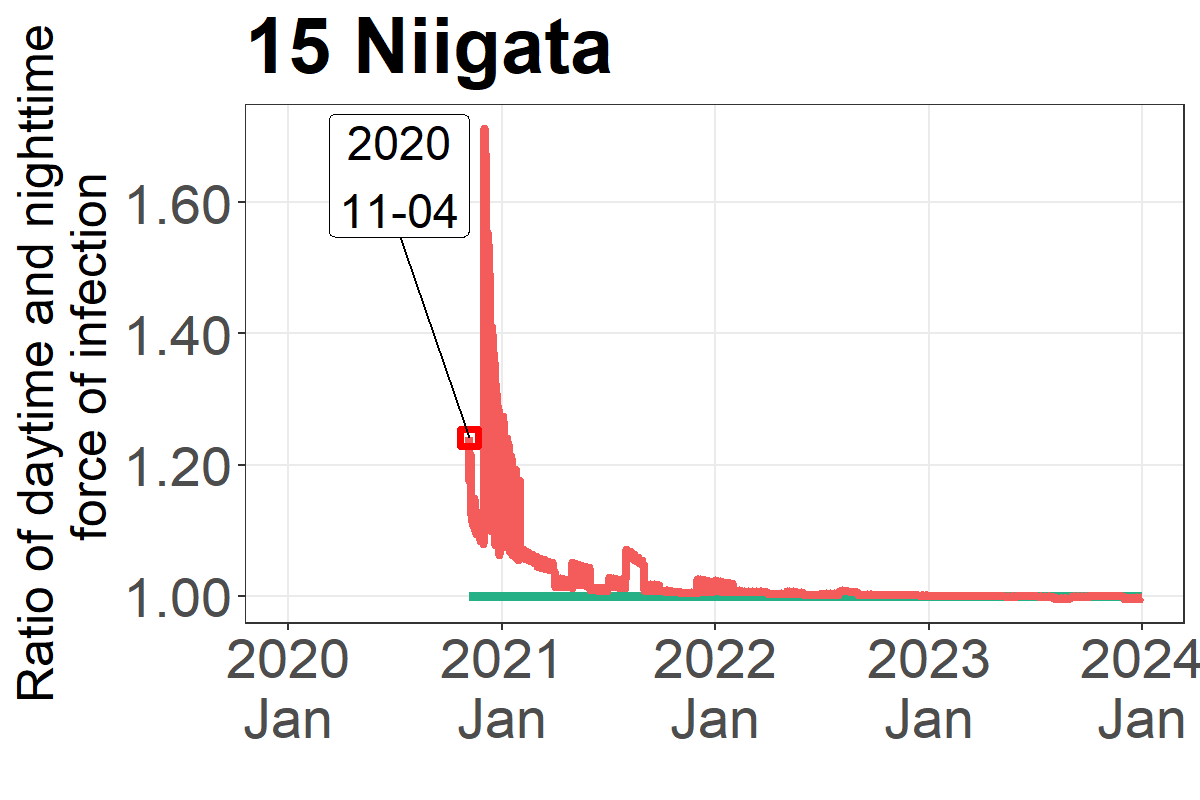 15 Niigata
Ratio of daytime and nighttime
force of infection
2020
11-04
1.60
1.40
1.20
1.00
2020
Jan
2021
Jan
2022
Jan
2023
Jan
2024
Jan